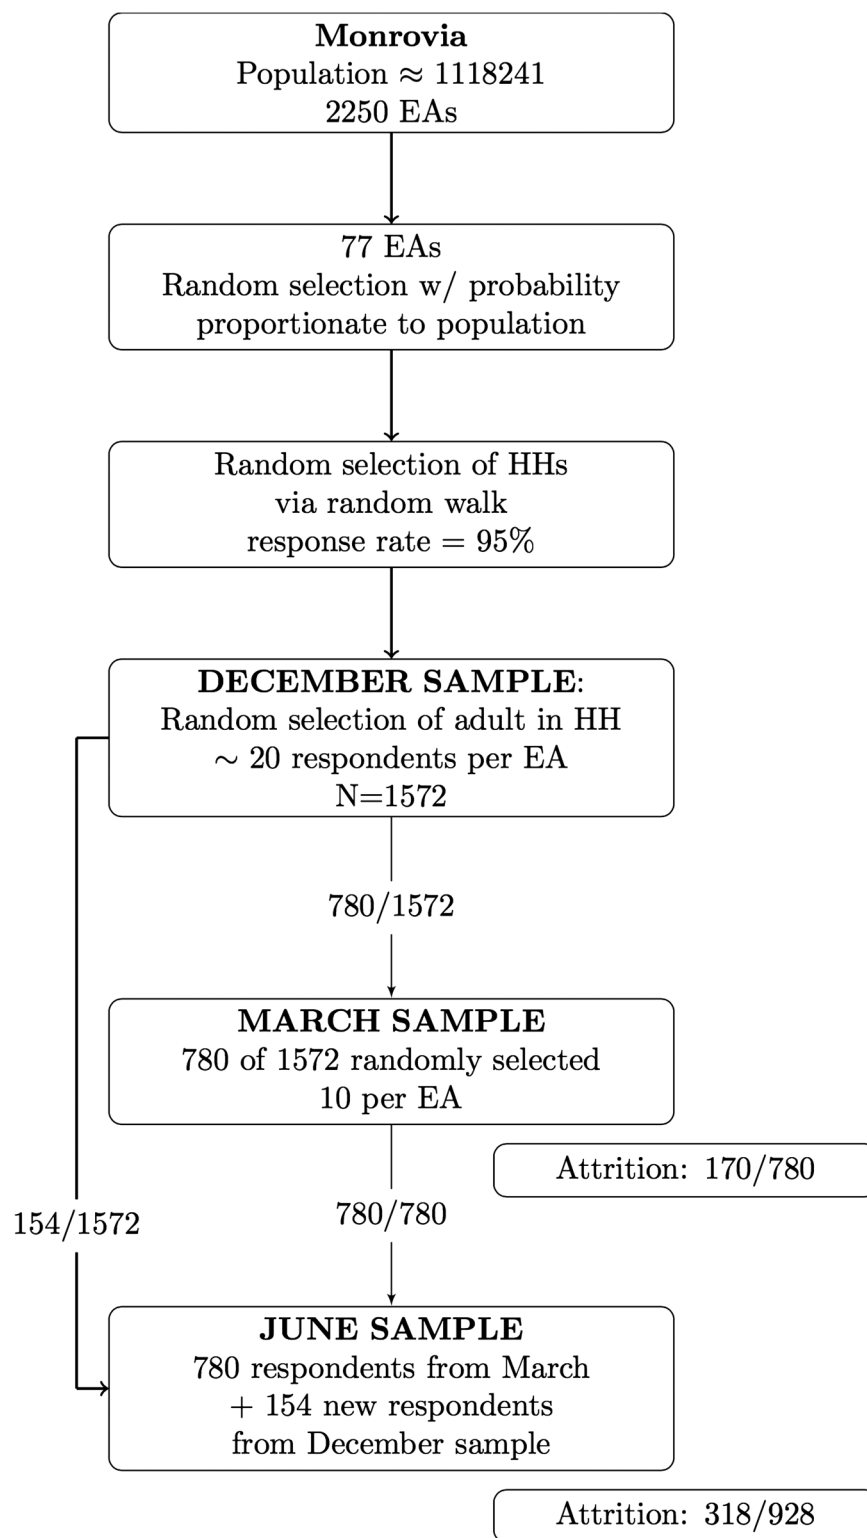 Monrovia
Population ≈ 1118241
2250 EAs
77 EAs
Random selection w/ probability
proportionate to population
Random selection of HHs
via random walk
response rate = 95%
DECEMBER SAMPLE:
Random selection of adult in HH
∼ 20 respondents per EA
N=1572
780/1572
MARCH SAMPLE
780 of 1572 randomly selected
10 per EA
Attrition: 170/780
154/1572
780/780
JUNE SAMPLE
780 respondents from March
+ 154 new respondents
from December sample
Attrition: 318/928